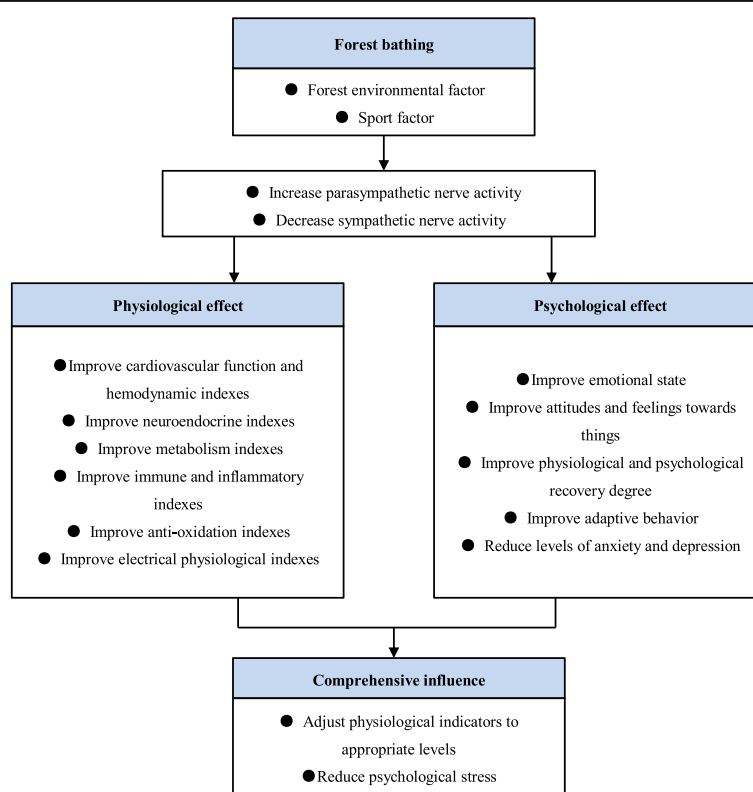 Forest bathing
● Forest environmental factor
● Sport factor
● Increase parasympathetic nerve activity
● Decrease sympathetic nerve activity
Physiological effect
● Improve cardiovascular function and
hemodynamic indexes
● Improve neuroendocrine indexes
● Improve metabolism indexes
● Improve immune and inflammatory
indexes
● Improve anti-oxidation indexes
● Improve electrical physiological indexes
Psychological effect
● Improve emotional state
● Improve attitudes and feelings towards
things
● Improve physiological and psychological
recovery degree
● Improve adaptive behavior
● Reduce levels of anxiety and depression
Comprehensive influence
● Adjust physiological indicators to
appropriate levels
● Reduce psychological stress